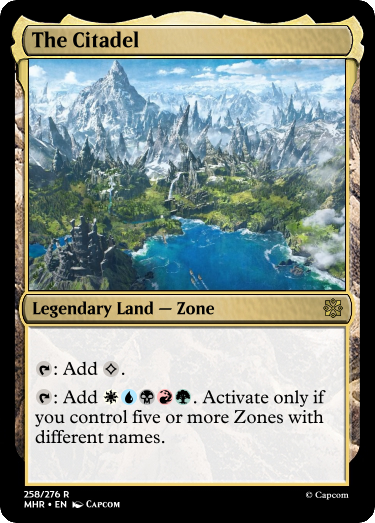 The Citadel
Legendary Land — Zone
: Add .
: Add . Activate only if
you control five or more Zones with
different names.
258/276 R
MHR • EN CAPCOM
© Capcom